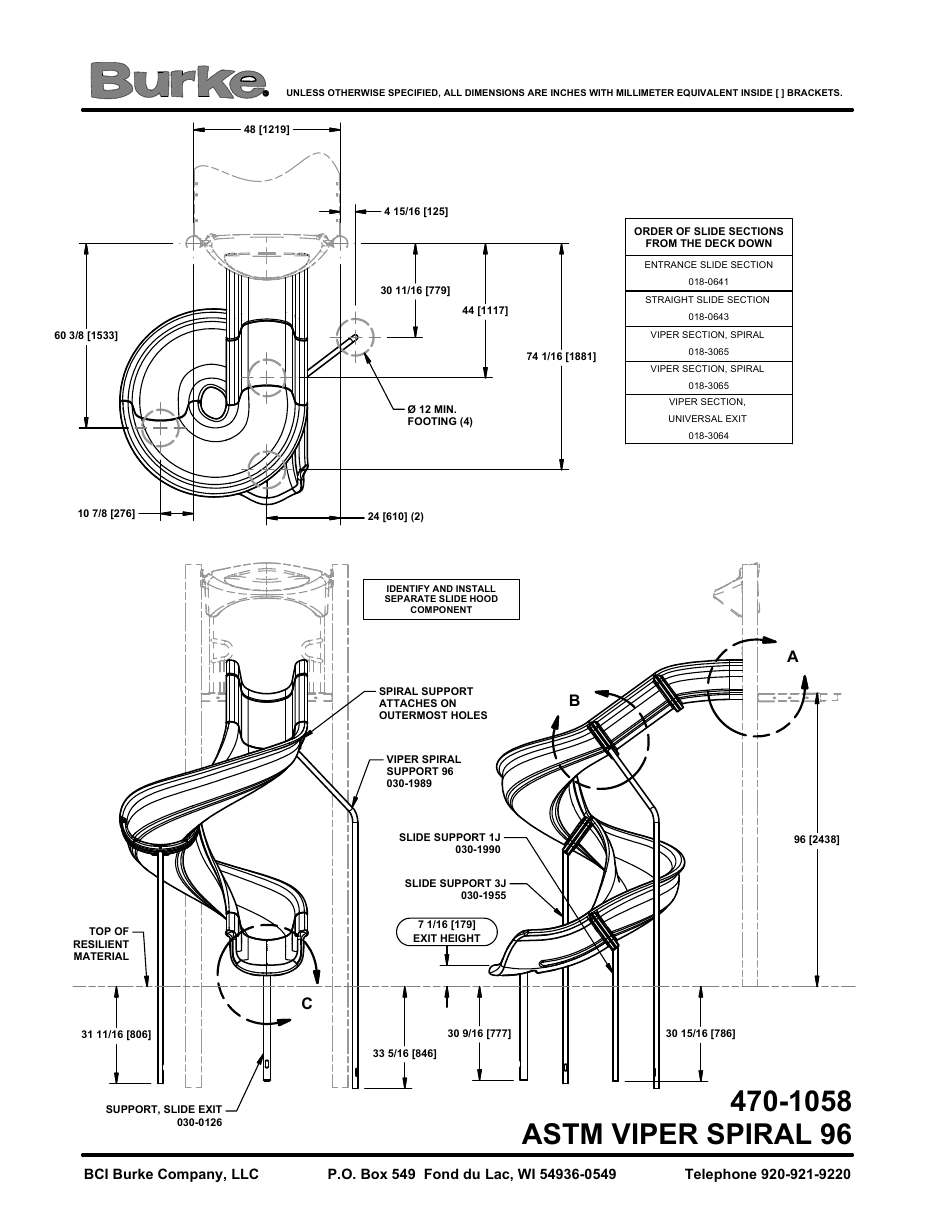 Burke.
UNLESS OTHERWISE SPECIFIED, ALL DIMENSIONS ARE INCHES WITH MILLIMETER EQUIVALENT INSIDE [ ] BRACKETS.
48 [1219]
4 15/16 [125]
30 11/16 [779]
44 [1117]
60 3/8 [1533]
74 1/16 [1881]
Ø 12 MIN.
FOOTING (4)
10 7/8 [276]
24 [610] (2)
ORDER OF SLIDE SECTIONS
FROM THE DECK DOWN
ENTRANCE SLIDE SECTION
018-0641
STRAIGHT SLIDE SECTION
018-0643
VIPER SECTION, SPIRAL
018-3065
VIPER SECTION, SPIRAL
018-3065
VIPER SECTION,
UNIVERSAL EXIT
018-3064
IDENTIFY AND INSTALL
SEPARATE SLIDE HOOD
COMPONENT
A
B
SPIRAL SUPPORT
ATTACHES ON
OUTERMOST HOLES
VIPER SPIRAL
SUPPORT 96
030-1989
SLIDE SUPPORT 1J
030-1990
96 [2438]
SLIDE SUPPORT 3J
030-1955
7 1/16 [179]
EXIT HEIGHT
TOP OF
RESILIENT
MATERIAL
C
31 11/16 [806]
33 5/16 [846]
30 9/16 [777]
30 15/16 [786]
SUPPORT, SLIDE EXIT
030-0126
470-1058
ASTM VIPER SPIRAL 96
BCI Burke Company, LLC P.O. Box 549 Fond du Lac, WI 54936-0549 Telephone 920-921-9220